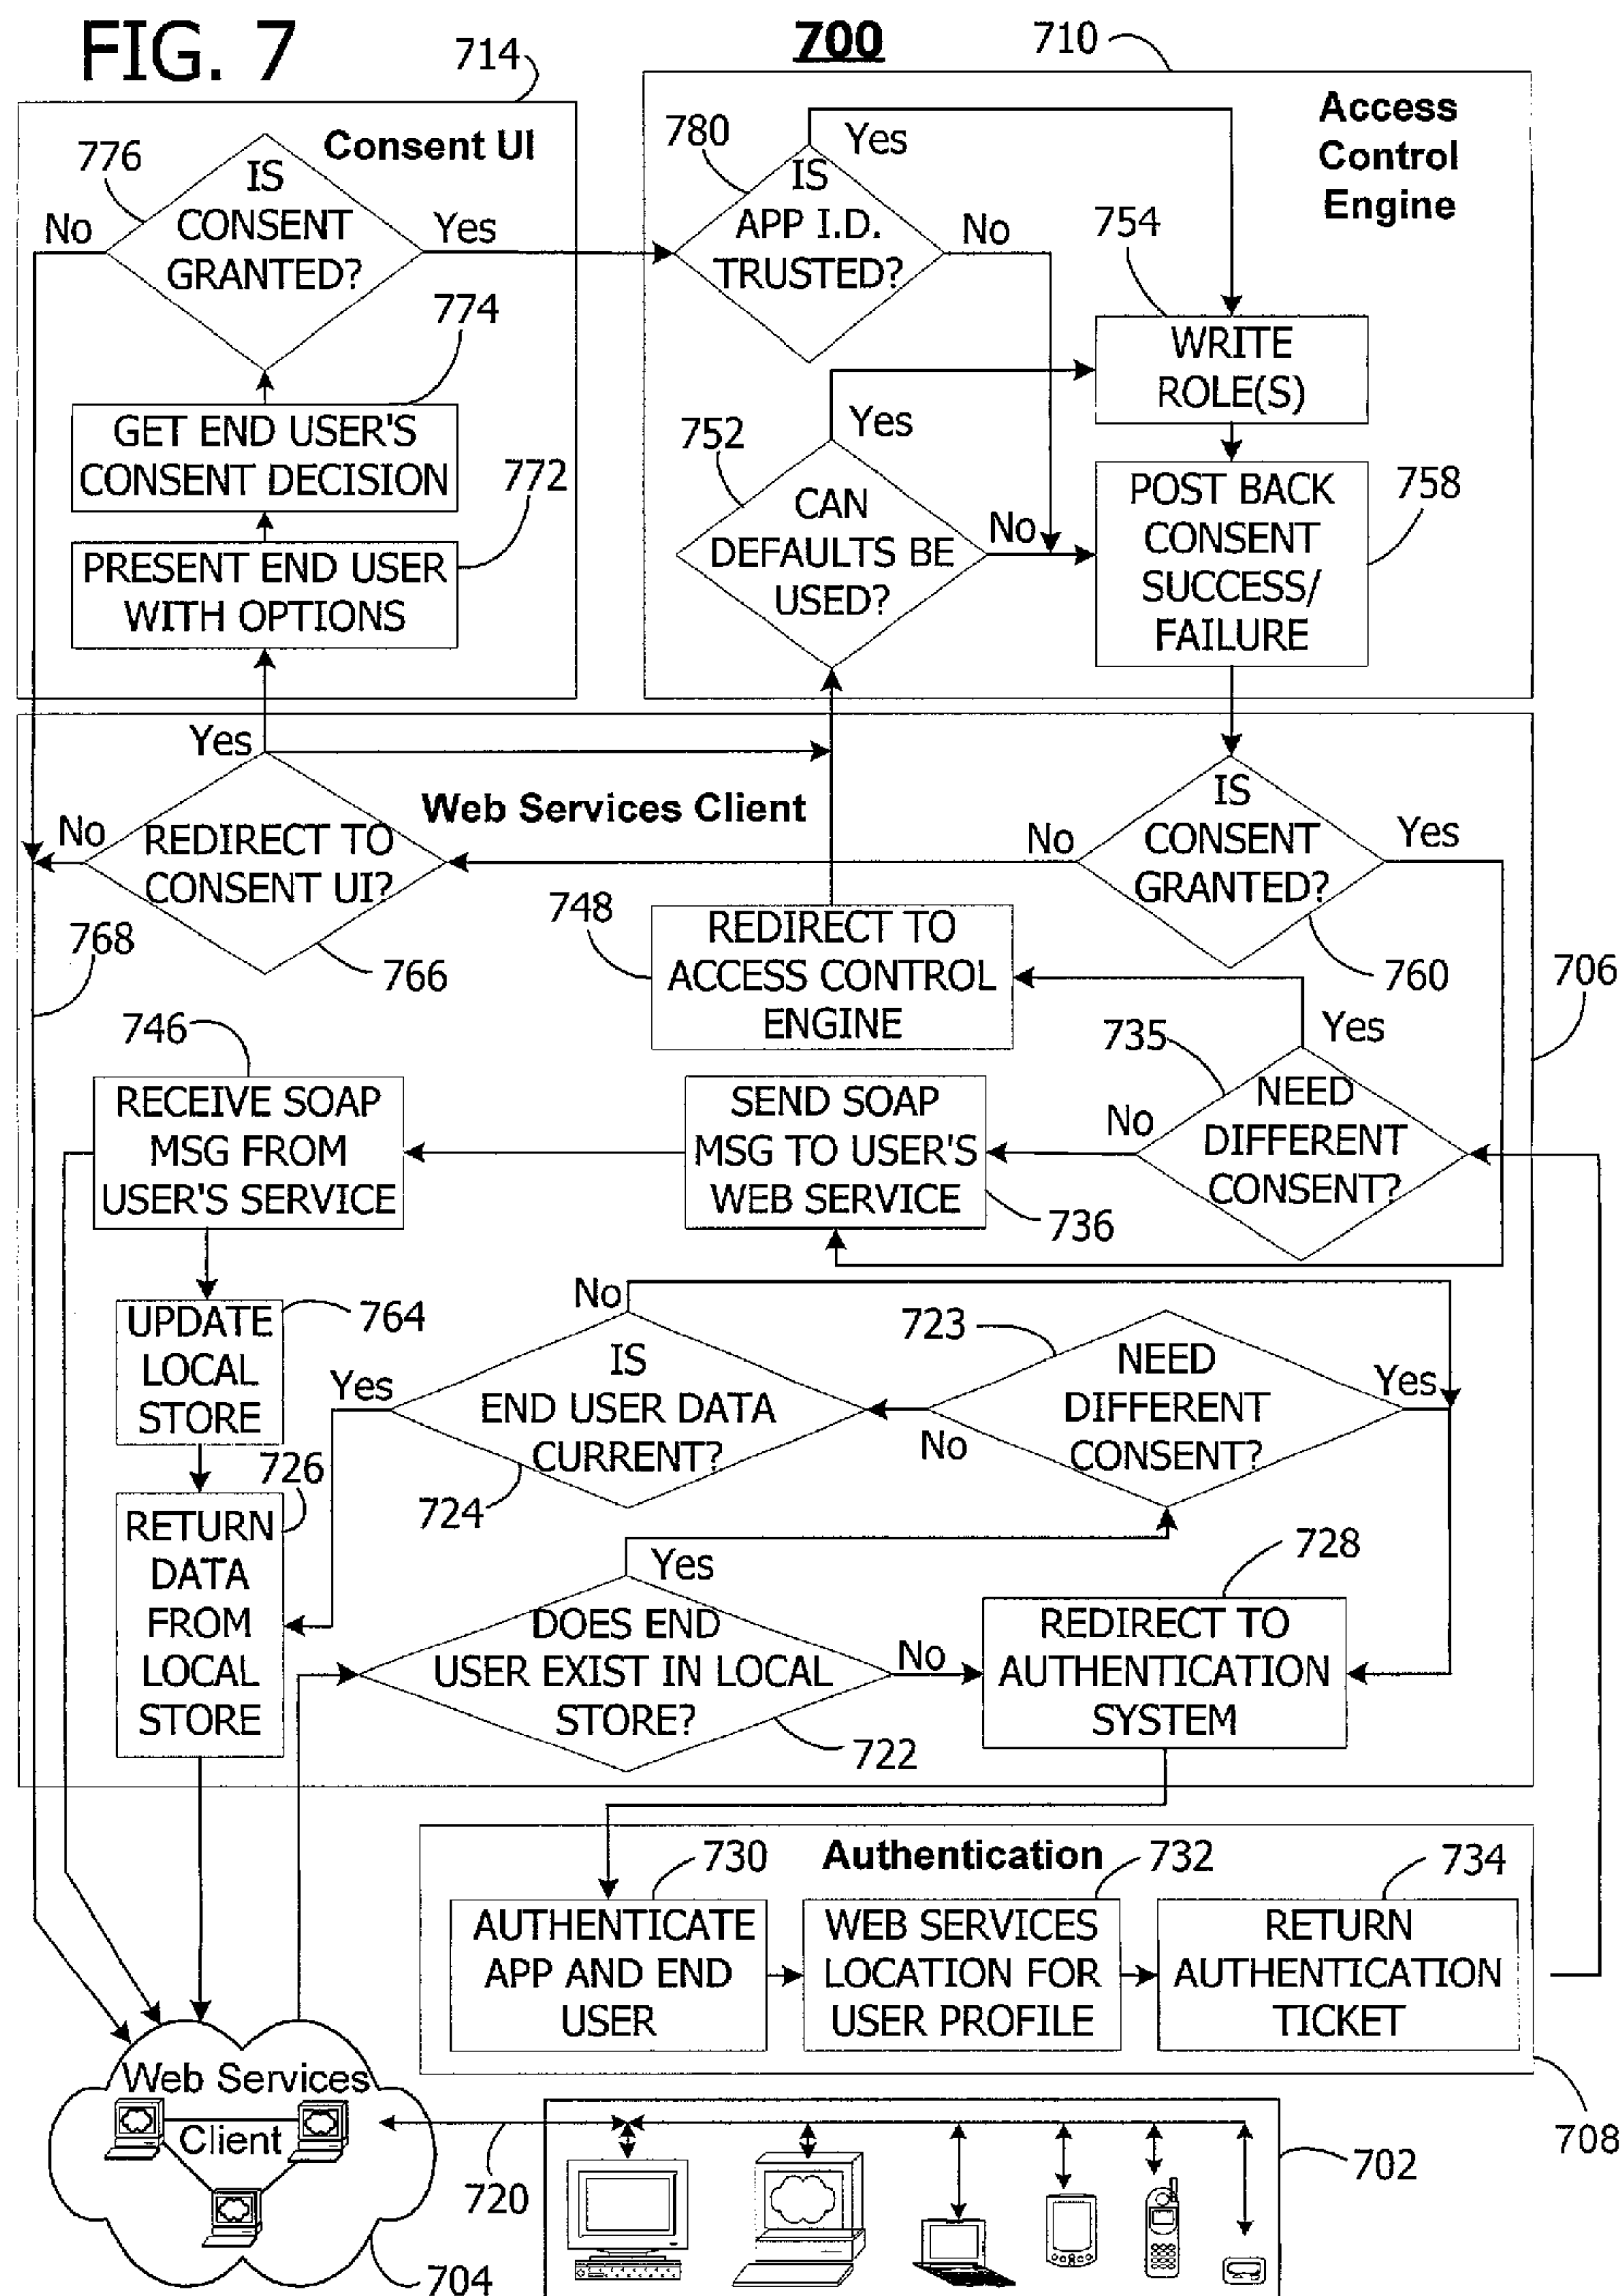 FIG. 7
700
710
714
Access
Control
Engine
Consent UI
776
IS
CONSENT
GRANTED?
No
Yes
780
Yes
IS
APP I.D.
TRUSTED?
No
754
WRITE
ROLE(S)
774
GET END USER'S
CONSENT DECISION
772
PRESENT END USER
WITH OPTIONS
752
Yes
CAN
DEFAULTS BE
USED?
No
POST BACK
CONSENT
SUCCESS/
FAILURE
758
Yes
Web Services Client
No
REDIRECT TO
CONSENT UI?
768
766
IS
CONSENT
GRANTED?
No
Yes
760
706
748
REDIRECT TO
ACCESS CONTROL
ENGINE
735
Yes
NEED
DIFFERENT
CONSENT?
No
746
RECEIVE SOAP
MSG FROM
USER'S SERVICE
SEND SOAP
MSG TO USER'S
WEB SERVICE
736
UPDATE
LOCAL
STORE
764
No
IS
END USER DATA
CURRENT?
Yes
724
723
NEED
DIFFERENT
CONSENT?
Yes
No
726
RETURN
DATA
FROM
LOCAL
STORE
Yes
DOES END
USER EXIST IN LOCAL
STORE?
No
722
728
REDIRECT TO
AUTHENTICATION
SYSTEM
730
Authentication
732
734
AUTHENTICATE
APP AND END
USER
WEB SERVICES
LOCATION FOR
USER PROFILE
RETURN
AUTHENTICATION
TICKET
708
Web Services
Client
720
702
704